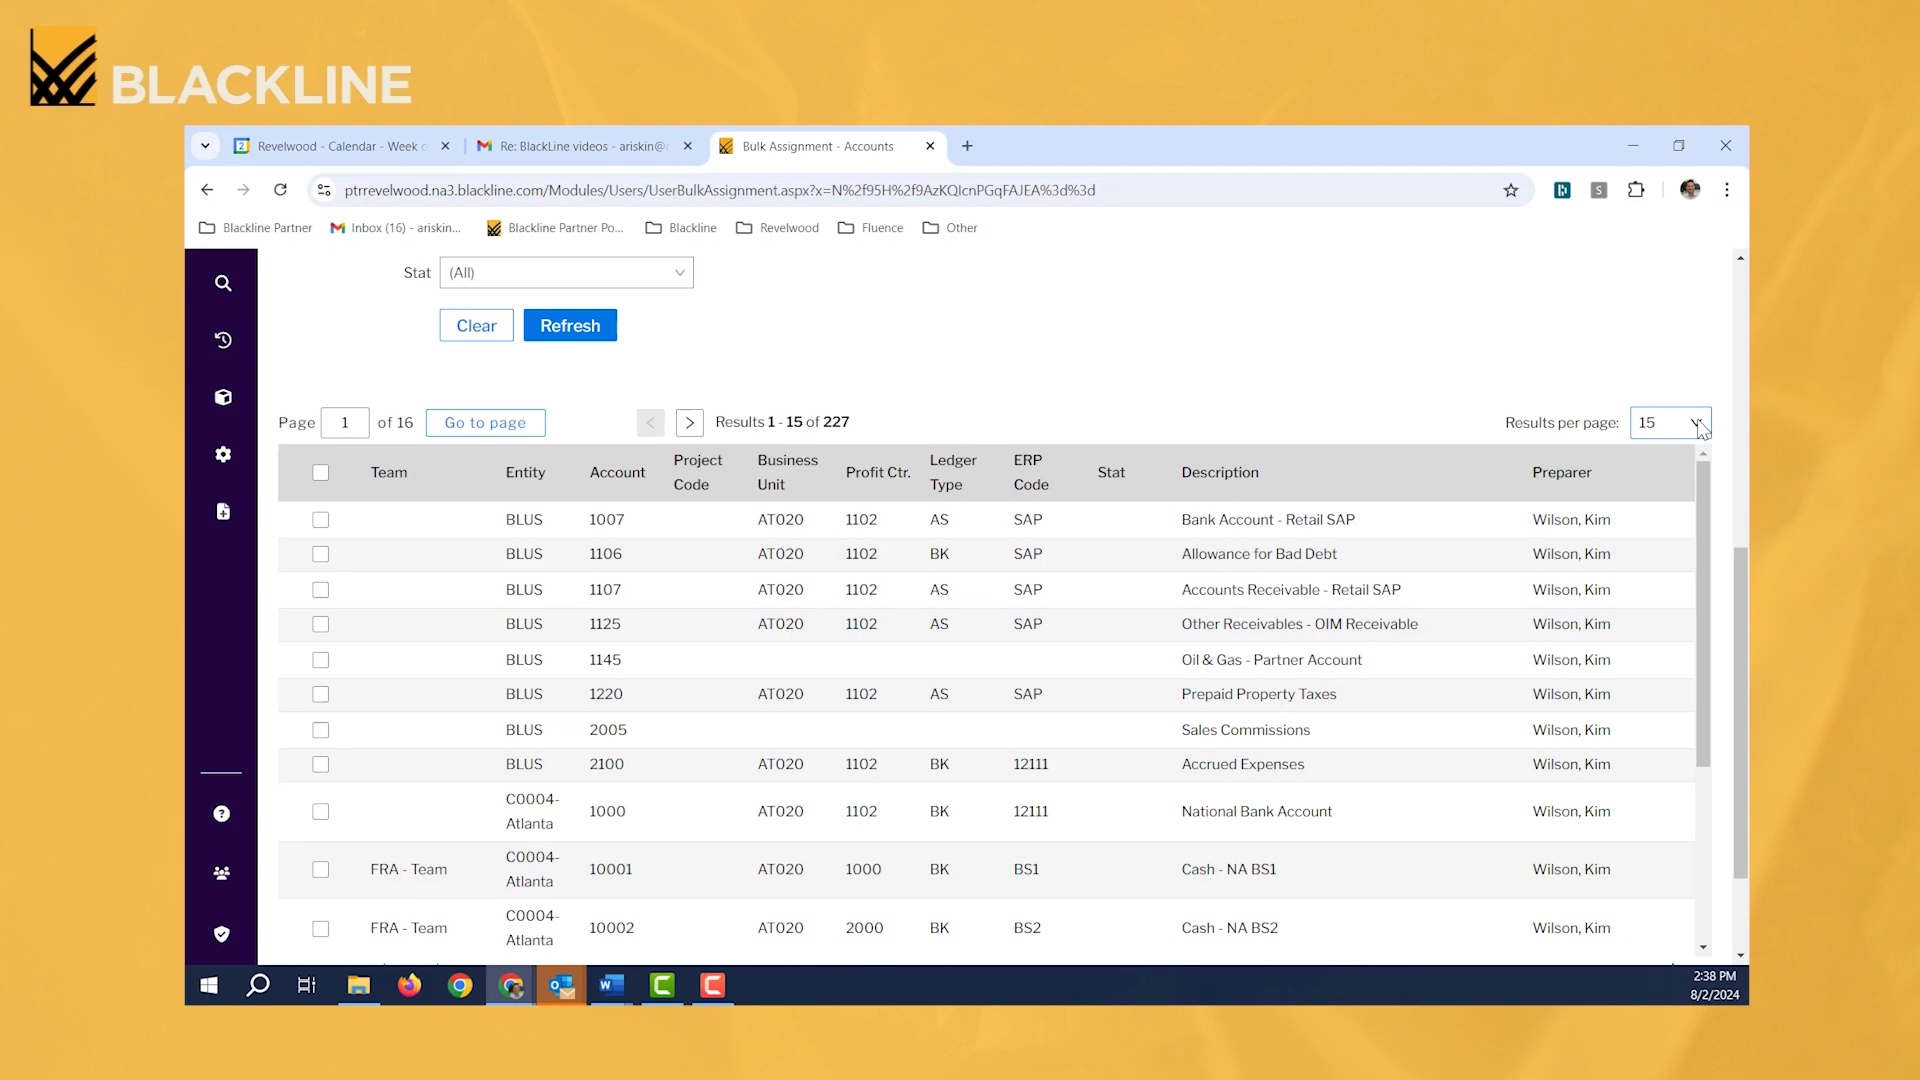 BLACKLINE
Revelwood - Calendar - Week o
Re: BlackLine videos - ariskin@r
Bulk Assignment - Accounts
ptrrevelwood.na3.blackline.com/Modules/Users/UserBulkAssignment.aspx?x=N%2f95H%2f9AzKQIcnPGqFAJEA%3d%3d
Blackline Partner
Inbox (16) - ariskin...
Blackline Partner Po...
Blackline
Revelwood
Fluence
Other
Stat (All)
Clear Refresh
Page 1 of 16 Go to page < > Results 1 - 15 of 227 Results per page: 15
Team Entity Account Project Code Business Unit Profit Ctr. Ledger Type ERP Code Stat Description Preparer
BLUS 1007 AT020 1102 AS SAP Bank Account - Retail SAP Wilson, Kim
BLUS 1106 AT020 1102 BK SAP Allowance for Bad Debt Wilson, Kim
BLUS 1107 AT020 1102 AS SAP Accounts Receivable - Retail SAP Wilson, Kim
BLUS 1125 AT020 1102 AS SAP Other Receivables - OIM Receivable Wilson, Kim
BLUS 1145 Oil & Gas - Partner Account Wilson, Kim
BLUS 1220 AT020 1102 AS SAP Prepaid Property Taxes Wilson, Kim
BLUS 2005 Sales Commissions Wilson, Kim
BLUS 2100 AT020 1102 BK 12111 Accrued Expenses Wilson, Kim
C0004-Atlanta 1000 AT020 1102 BK 12111 National Bank Account Wilson, Kim
FRA - Team C0004-Atlanta 10001 AT020 1000 BK BS1 Cash - NA BS1 Wilson, Kim
FRA - Team C0004-Atlanta 10002 AT020 2000 BK BS2 Cash - NA BS2 Wilson, Kim
2:38 PM
8/2/2024